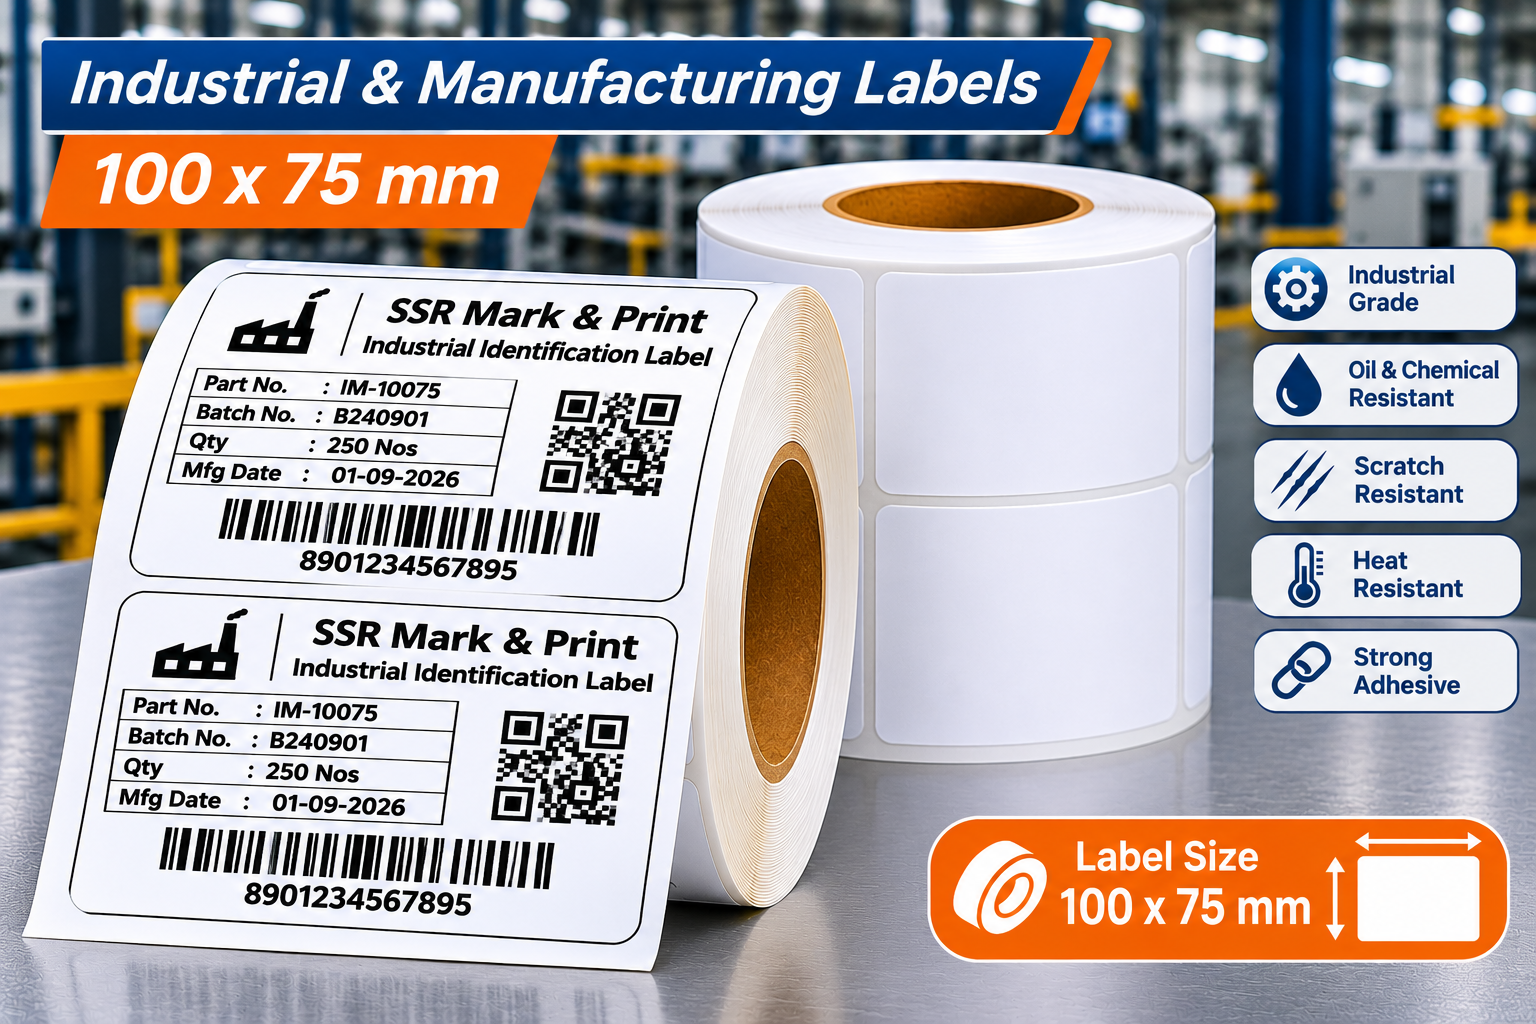 Industrial & Manufacturing Labels
100 x 75 mm
SSR Mark & Print
Industrial Identification Label
Part No. : IM-10075
Batch No. : B240901
Qty : 250 Nos
Mfg Date : 01-09-2026
8901234567895
SSR Mark & Print
Industrial Identification Label
Part No. : IM-10075
Batch No. : B240901
Qty : 250 Nos
Mfg Date : 01-09-2026
8901234567895
Industrial
Grade
Oil & Chemical
Resistant
Scratch
Resistant
Heat
Resistant
Strong
Adhesive
Label Size
100 x 75 mm